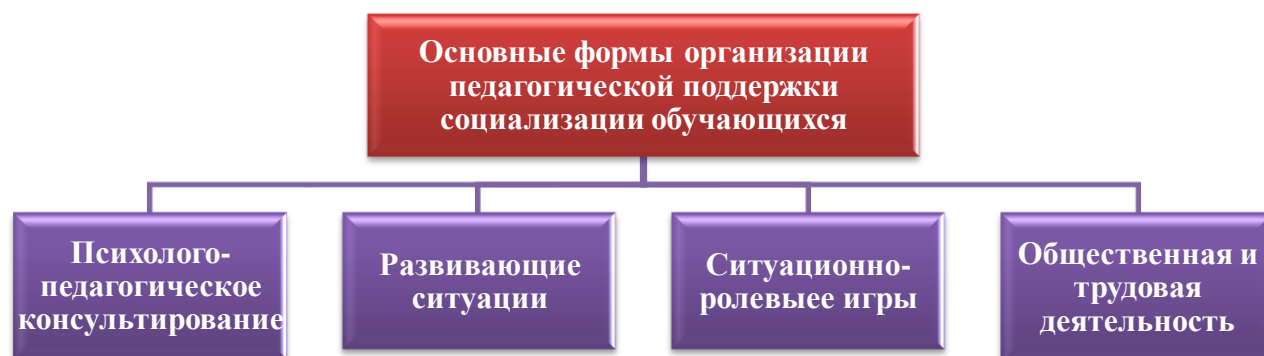 Основные формы организации
педагогической поддержки
социализации обучающихся
Психолого-
педагогическое
консультирование
Развивающие
ситуации
Ситуационно-
ролевыее игры
Общественная и
трудовая
деятельность